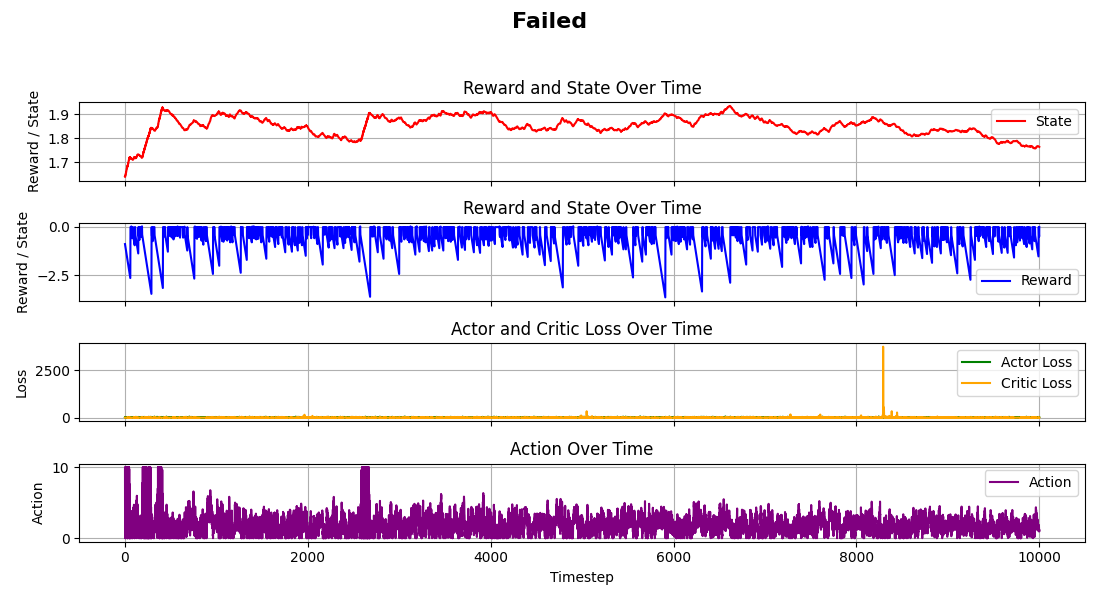 Failed
Reward and State Over Time
Reward / State
1.9
1.8
1.7
State
Reward and State Over Time
Reward / State
0.0
−2.5
Reward
Actor and Critic Loss Over Time
Loss
2500
0
Actor Loss
Critic Loss
Action Over Time
Action
10
0
Action
0 2000 4000 6000 8000 10000
Timestep